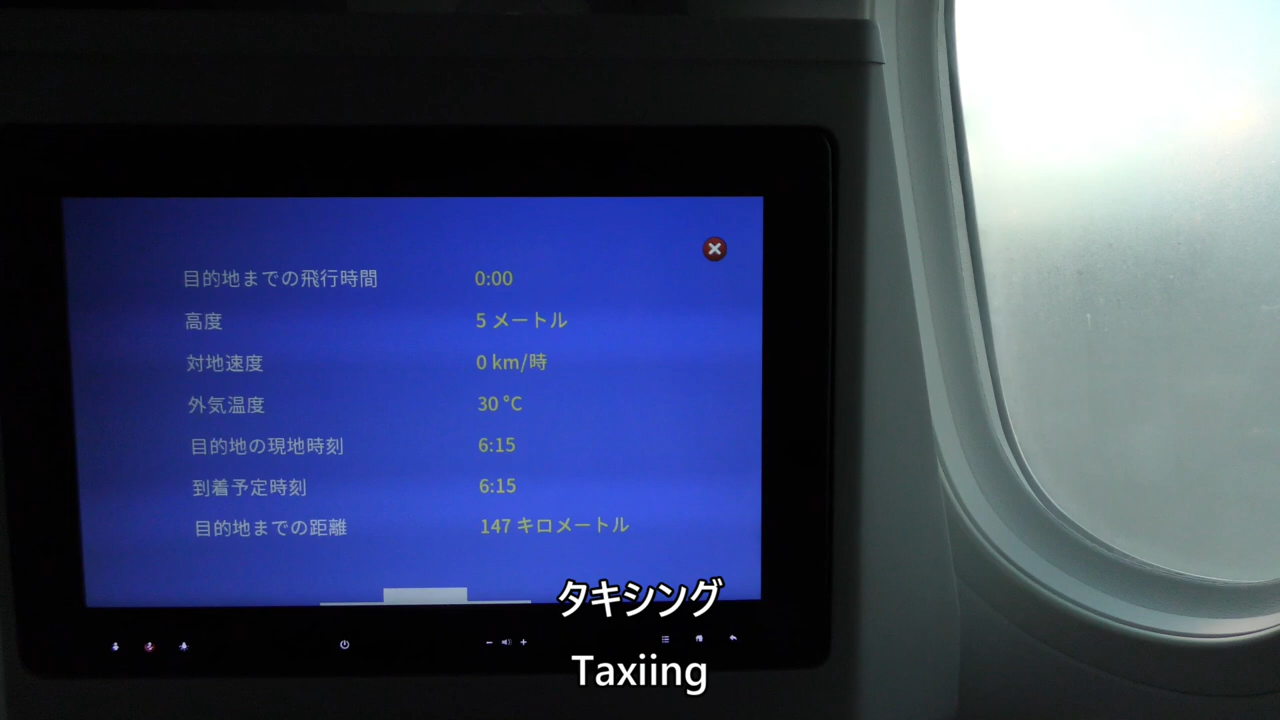 目的地までの飛行時間 0:00
高度 5 メートル
対地速度 0 km/時
外気温度 30 °C
目的地の現地時刻 6:15
到着予定時刻 6:15
目的地までの距離 147 キロメートル
タキシング
Taxiing